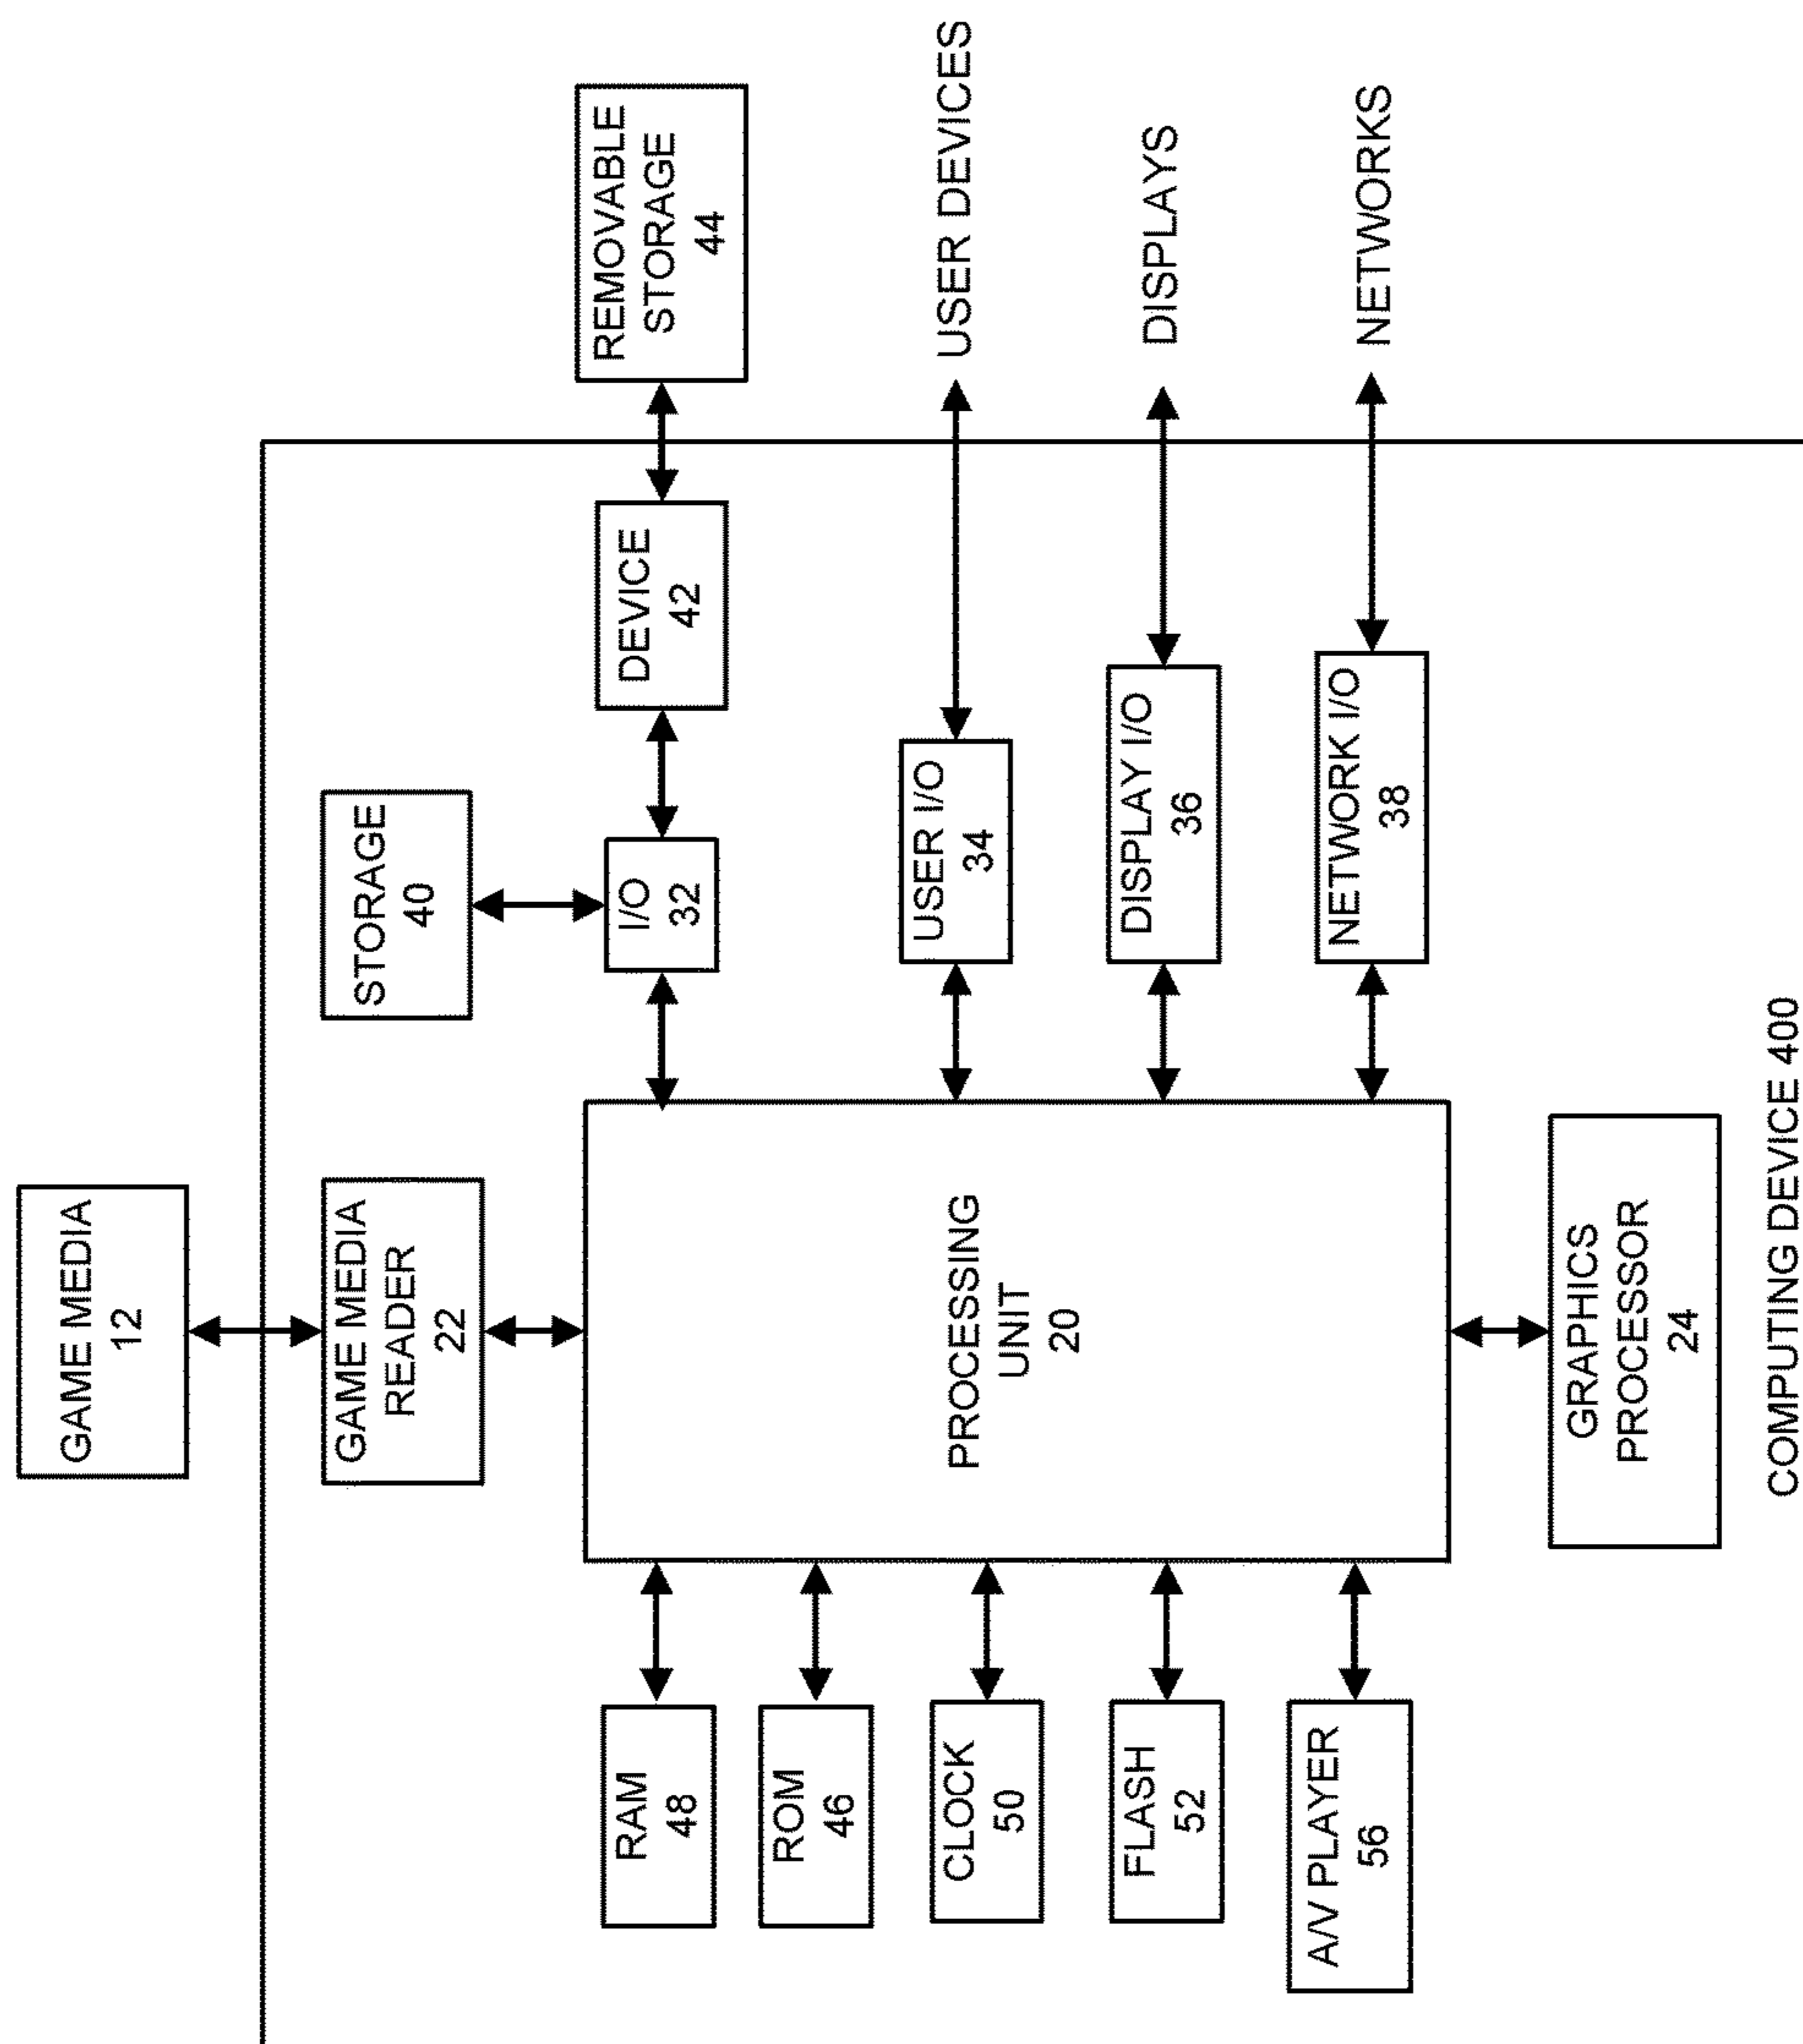 GAME MEDIA
12
GAME MEDIA
READER
22
STORAGE
40
RAM
48
ROM
46
CLOCK
50
FLASH
52
A/V PLAYER
56
PROCESSING
UNIT
20
I/O
32
DEVICE
42
REMOVABLE
STORAGE
44
USER I/O
34
USER DEVICES
DISPLAY I/O
36
DISPLAYS
NETWORK I/O
38
NETWORKS
GRAPHICS
PROCESSOR
24
COMPUTING DEVICE 400